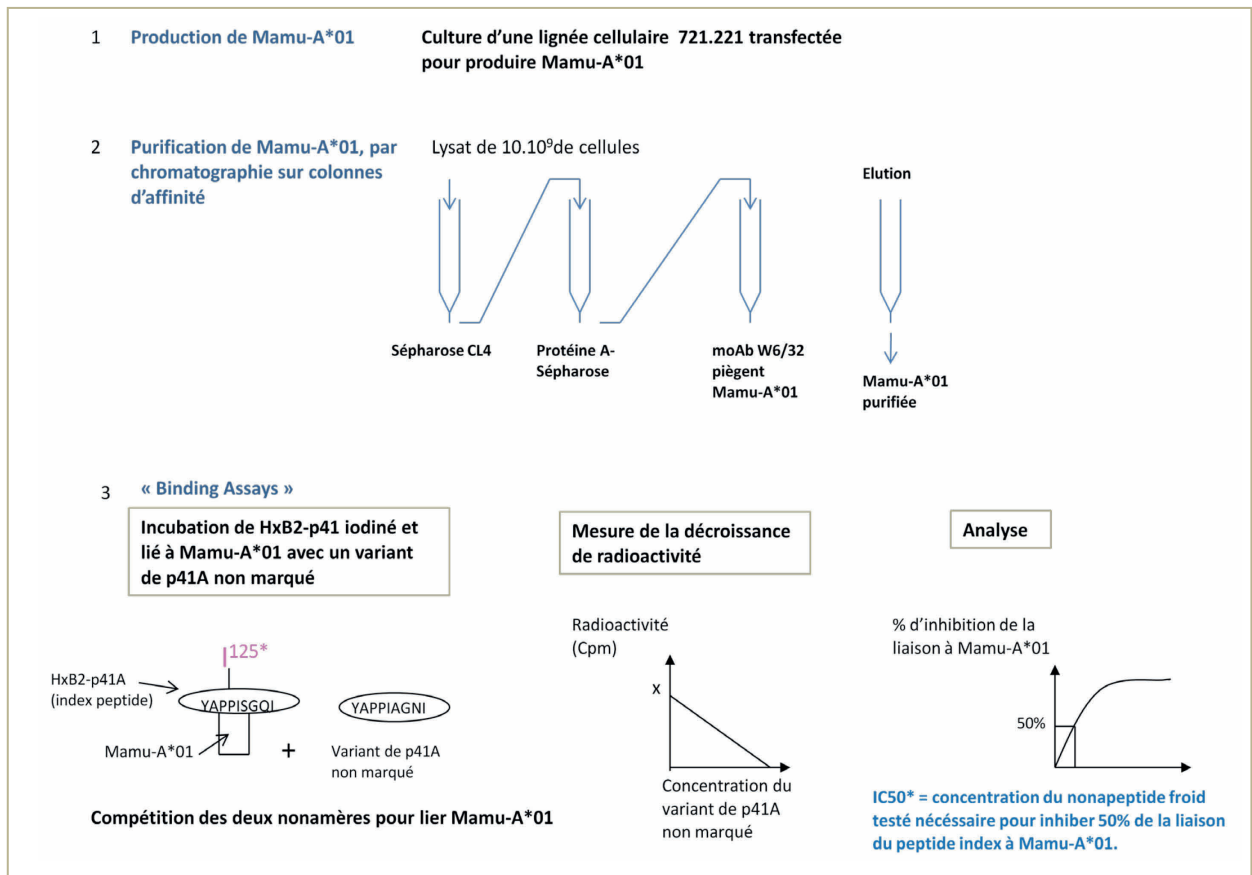 1 Production de Mamu-A*01
Culture d’une lignée cellulaire 721.221 transfectée
pour produire Mamu-A*01
2 Purification de Mamu-A*01, par
chromatographie sur colonnes
d’affinité
Lysat de 10.10⁹de cellules
Elution
Sépharose CL4
Protéine A-
Sépharose
moAb W6/32
piègent
Mamu-A*01
Mamu-A*01
purifiée
3 « Binding Assays »
Incubation de HxB2-p41 iodiné et
lié à Mamu-A*01 avec un variant
de p41A non marqué
Mesure de la décroissance
de radioactivité
Analyse
I125*
HxB2-p41A
(index peptide)
YAPPISGQI
Mamu-A*01
+
YAPPIAGNI
Variant de p41A
non marqué
Compétition des deux nonamères pour lier Mamu-A*01
Radioactivité
(Cpm)
X
Concentration du
variant de p41A
non marqué
% d’inhibition de la
liaison à Mamu-A*01
50%
IC50* = concentration du nonapeptide froid
testé nécéssaire pour inhiber 50% de la liaison
du peptide index à Mamu-A*01.